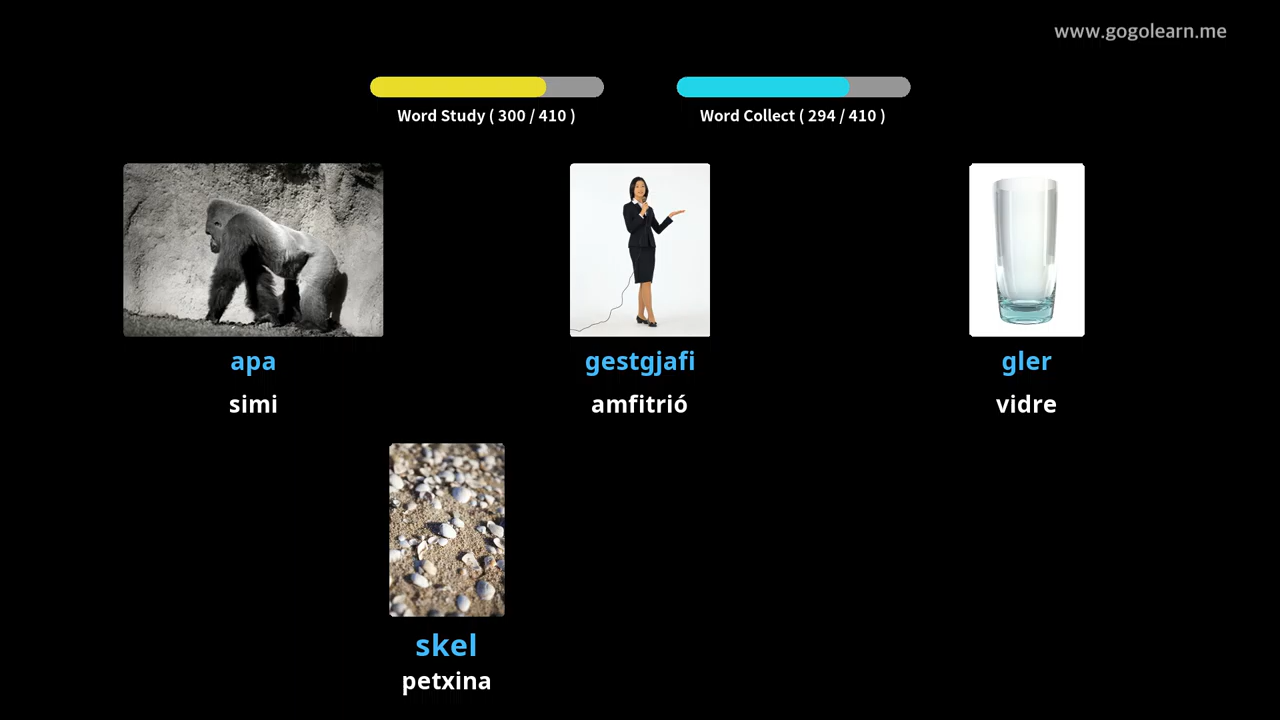 www.gogolearn.me
Word Study ( 300 / 410 )
Word Collect ( 294 / 410 )
apa
simi
gestgjafi
amfitrió
gler
vidre
skel
petxina